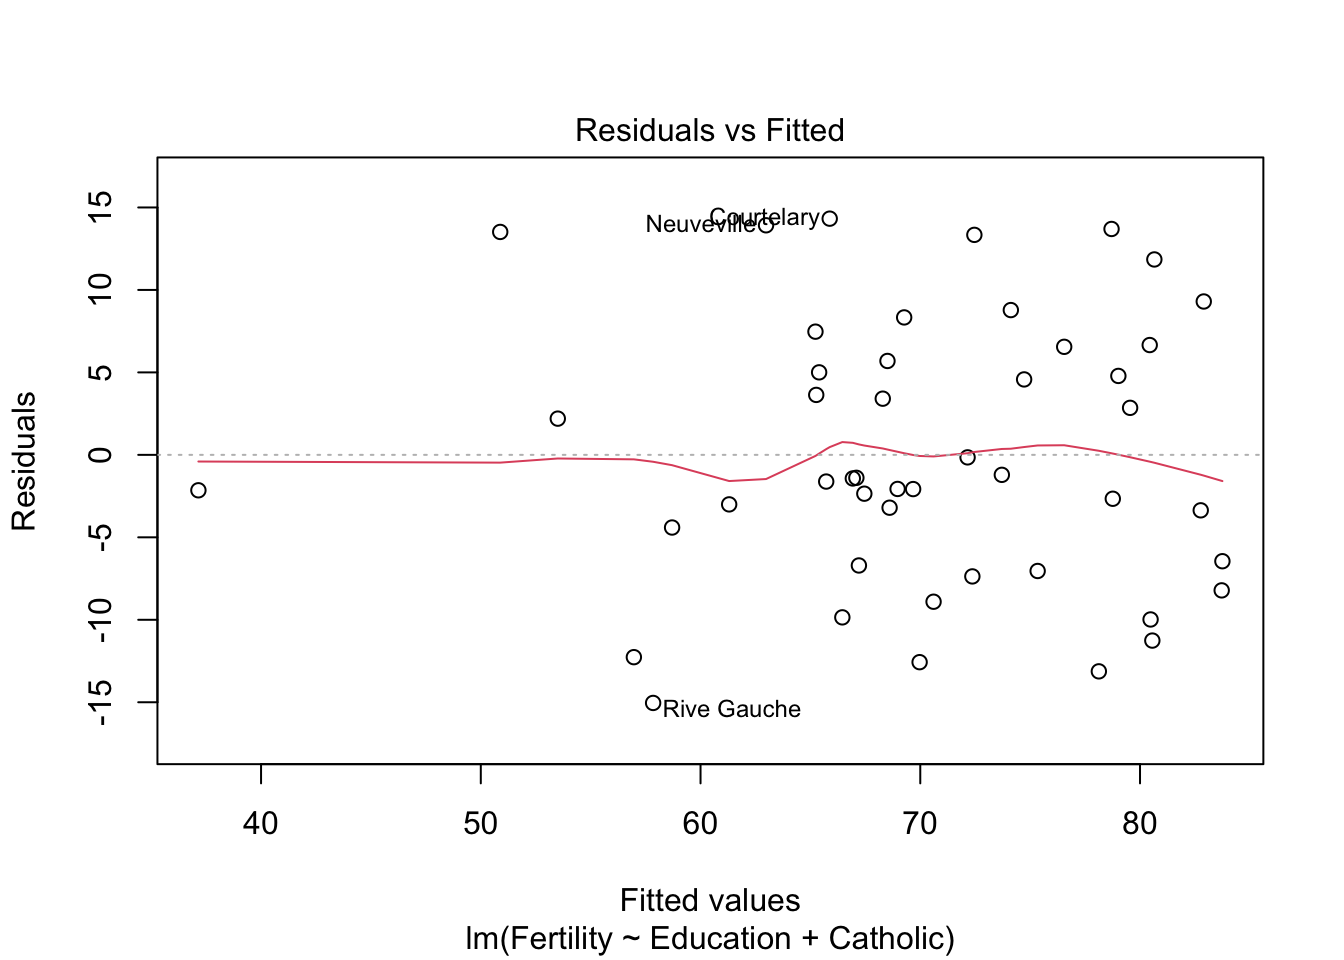 Residuals vs Fitted
Residuals
15
10
5
0
-5
-10
-15
Courtelary
Neuveville
Rive Gauche
40 50 60 70 80
Fitted values
lm(Fertility ~ Education + Catholic)